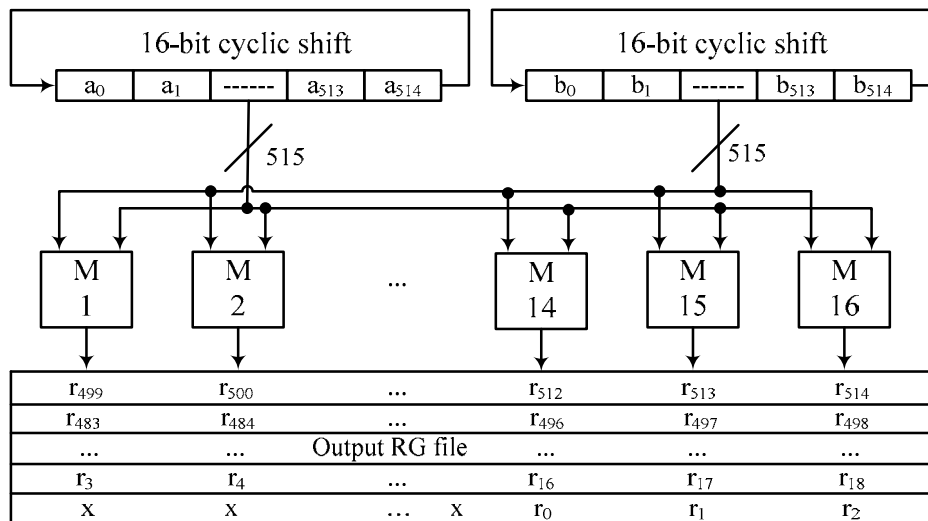 16-bit cyclic shift 16-bit cyclic shift
a₀ a₁ ------ a₅₁₃ a₅₁₄ b₀ b₁ ------ b₅₁₃ b₅₁₄
515 515
M M M M M
1 2 ... 14 15 16
r₄₉₉ r₅₀₀ ... r₅₁₂ r₅₁₃ r₅₁₄
r₄₈₃ r₄₈₄ ... r₄₉₆ r₄₉₇ r₄₉₈
... ... Output RG file ... ... ...
r₃ r₄ ... r₁₆ r₁₇ r₁₈
x x ... x r₀ r₁ r₂